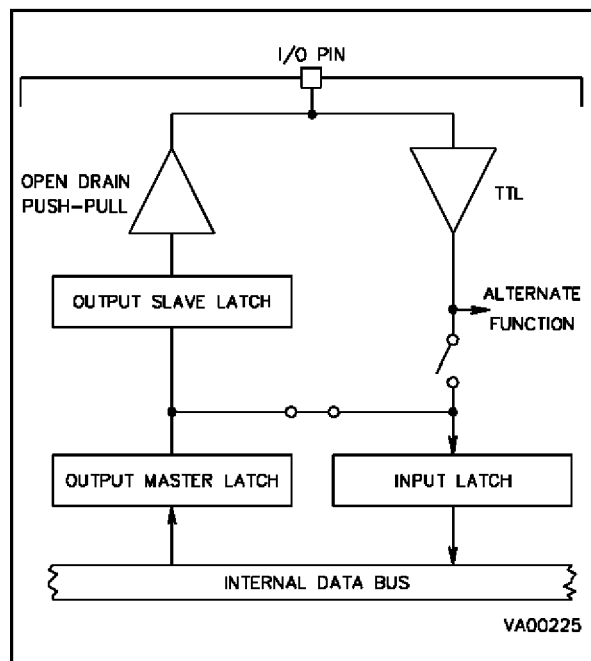 I/O PIN
OPEN DRAIN
PUSH-PULL
TTL
OUTPUT SLAVE LATCH
ALTERNATE
FUNCTION
OUTPUT MASTER LATCH
INPUT LATCH
INTERNAL DATA BUS
VA00225